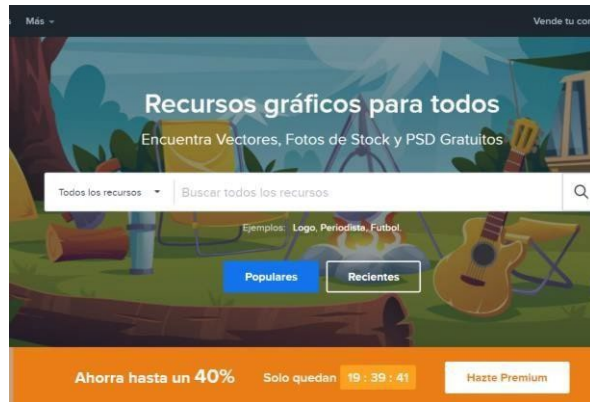 Más
Vende tu con
Recursos gráficos para todos
Encuentra Vectores, Fotos de Stock y PSD Gratuitos
Todos los recursos
Buscar todos los recursos
Ejemplos: Logo, Periodista, Futbol.
Populares
Recientes
Ahorra hasta un 40%
Solo quedan 19 : 39 : 41
Hazte Premium